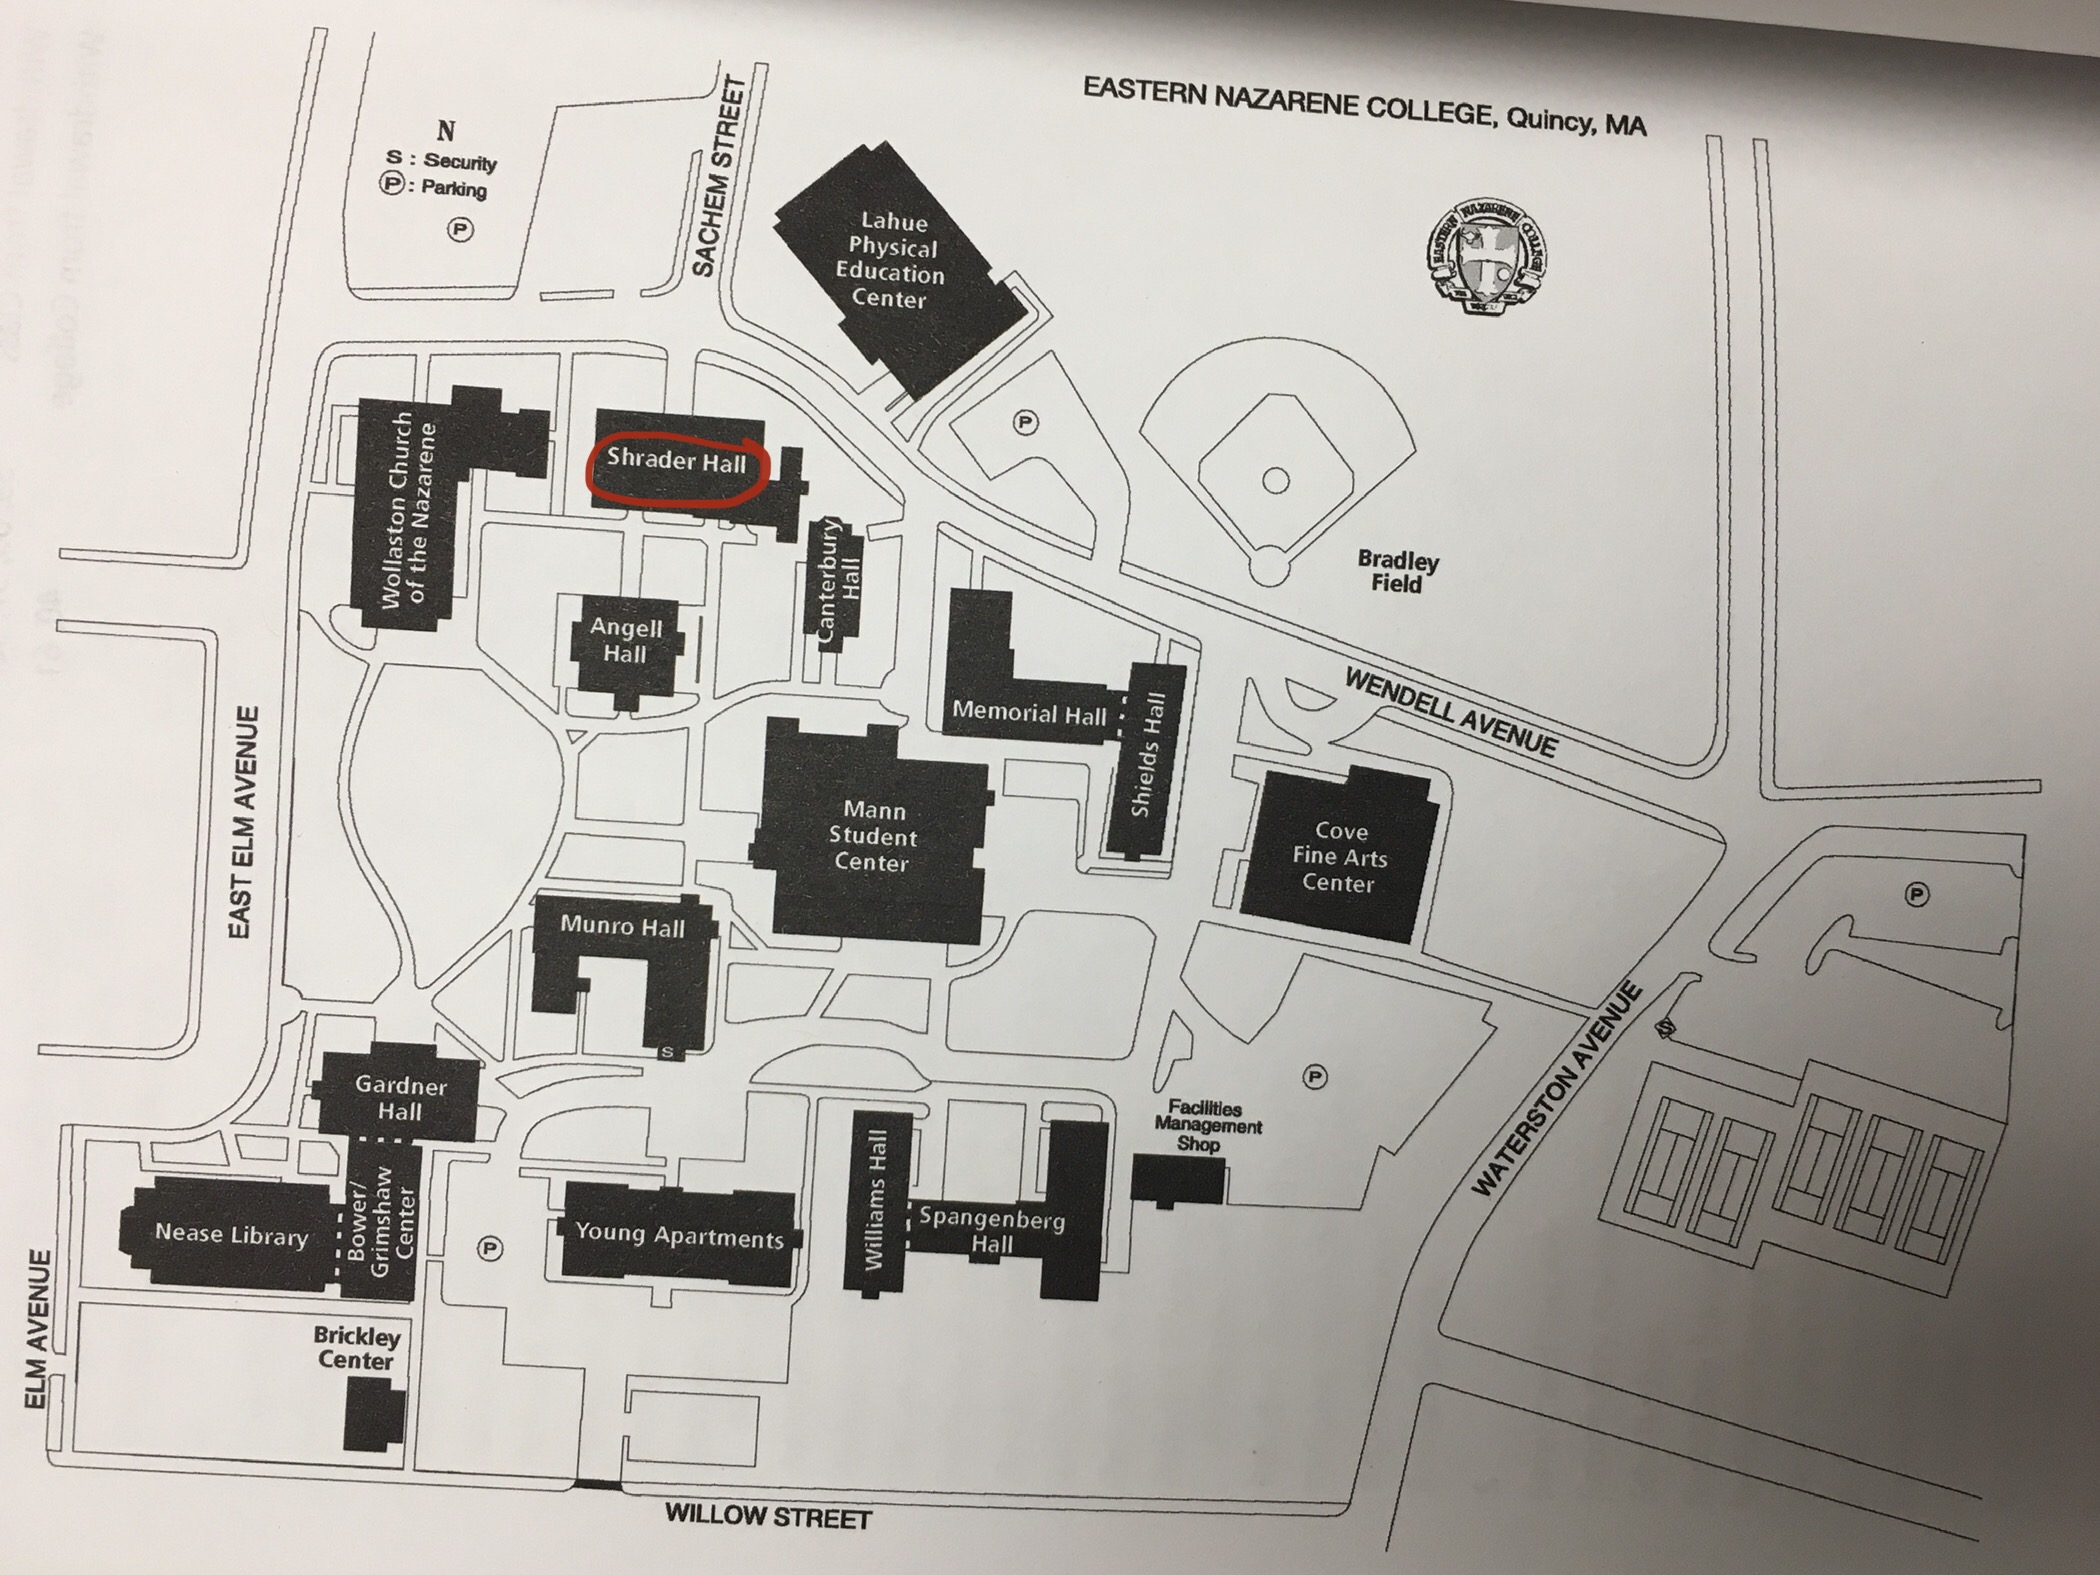 EASTERN NAZARENE COLLEGE, Quincy, MA
N
S : Security
P : Parking
P
SACHEM STREET
Lahue
Physical
Education
Center
EASTERN NAZARENE COLLEGE
P
Shrader Hall
Wollaston Church
of the Nazarene
Canterbury
Hall
Bradley
Field
Angell
Hall
Memorial Hall
Shields Hall
WENDELL AVENUE
Mann
Student
Center
Cove
Fine Arts
Center
EAST ELM AVENUE
Munro Hall
S
P
WATERSTON AVENUE
S
P
Gardner
Hall
Facilities
Management
Shop
Nease Library
Bower/
Grimshaw
Center
P
Young Apartments
Williams Hall
Spangenberg
Hall
ELM AVENUE
Brickley
Center
WILLOW STREET